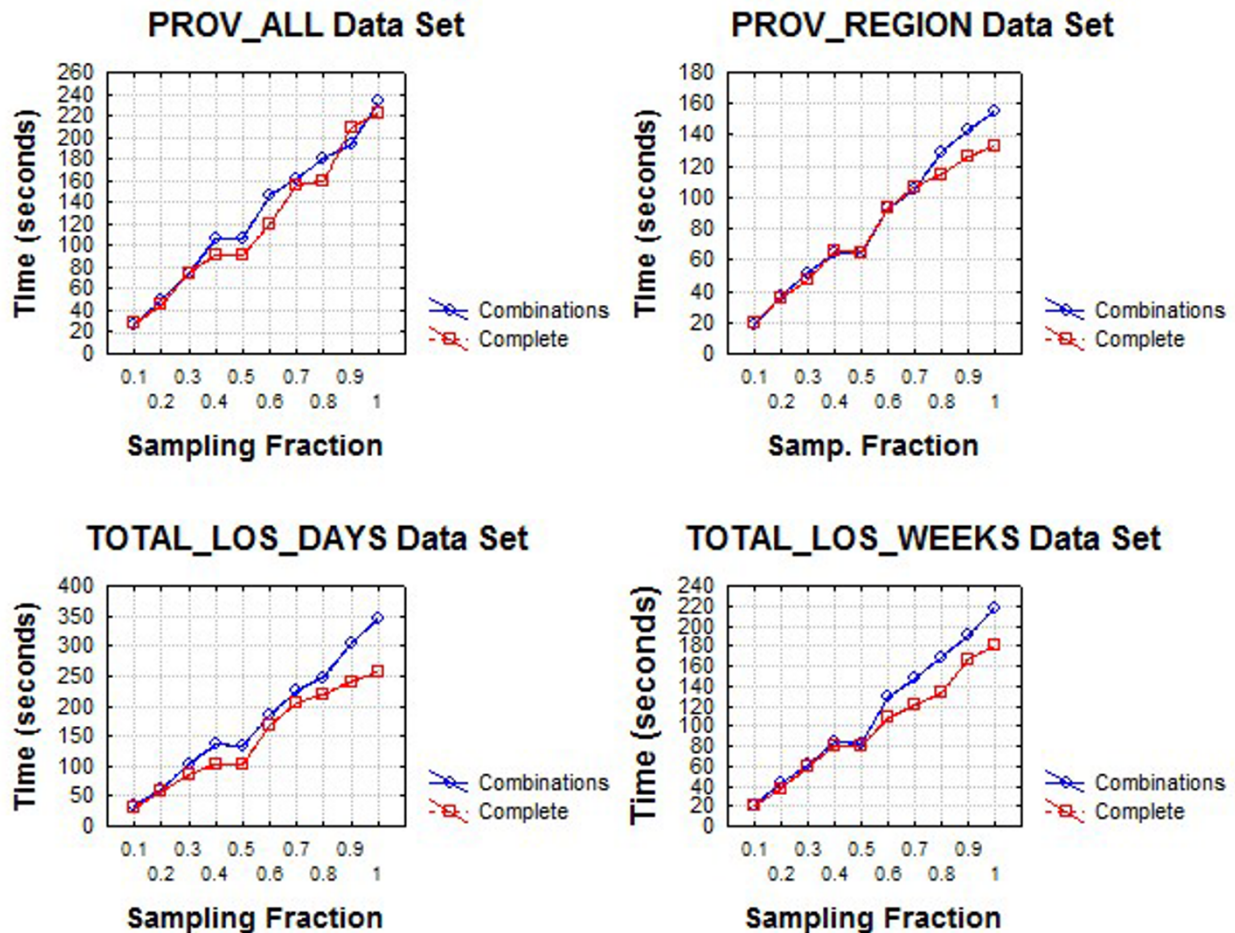 PROV_ALL Data Set
Time (seconds)
260
240
220
200
180
160
140
120
100
80
60
40
20
0
0.1 0.3 0.5 0.7 0.9
0.2 0.4 0.6 0.8 1
Sampling Fraction
Combinations
Complete
PROV_REGION Data Set
Time (seconds)
180
160
140
120
100
80
60
40
20
0
0.1 0.3 0.5 0.7 0.9
0.2 0.4 0.6 0.8 1
Samp. Fraction
Combinations
Complete
TOTAL_LOS_DAYS Data Set
Time (seconds)
400
350
300
250
200
150
100
50
0
0.1 0.3 0.5 0.7 0.9
0.2 0.4 0.6 0.8 1
Sampling Fraction
Combinations
Complete
TOTAL_LOS_WEEKS Data Set
Time (seconds)
240
220
200
180
160
140
120
100
80
60
40
20
0
0.1 0.3 0.5 0.7 0.9
0.2 0.4 0.6 0.8 1
Sampling Fraction
Combinations
Complete